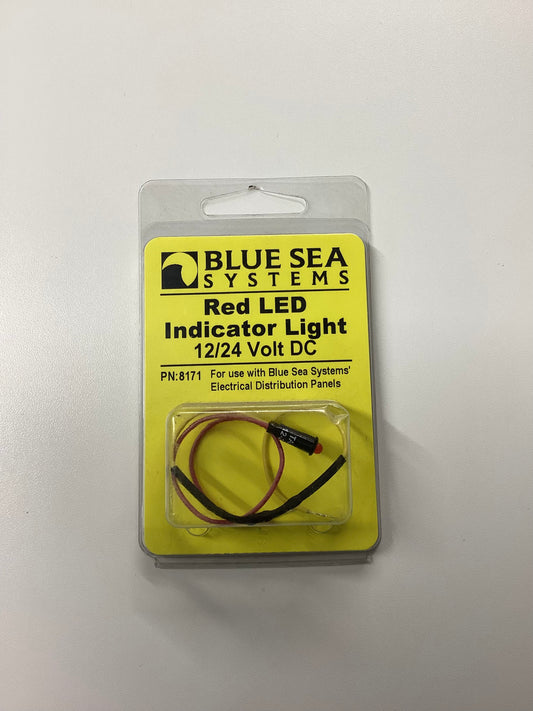 BLUE SEA
SYSTEMS
Red LED
Indicator Light
12/24 Volt DC
PN:8171 For use with Blue Sea Systems'
Electrical Distribution Panels